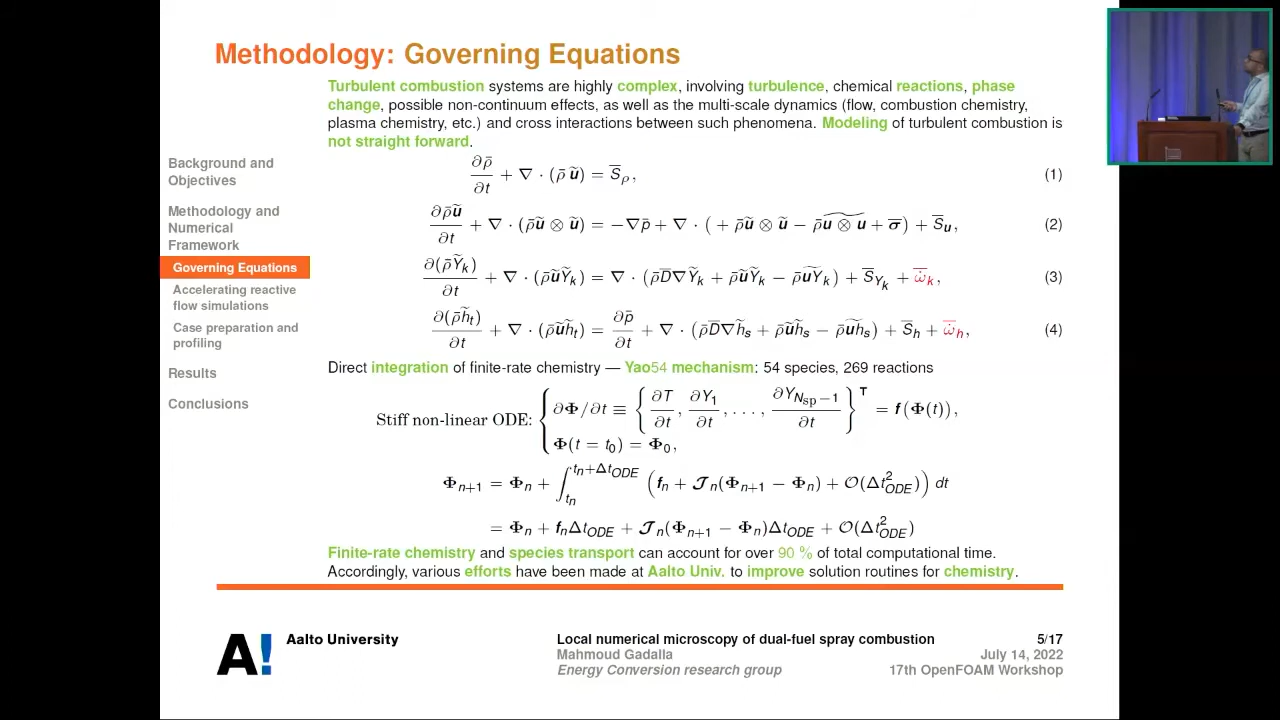 Methodology: Governing Equations
Turbulent combustion systems are highly complex, involving turbulence, chemical reactions, phase
change, possible non-continuum effects, as well as the multi-scale dynamics (flow, combustion chemistry,
plasma chemistry, etc.) and cross interactions between such phenomena. Modeling of turbulent combustion is
not straight forward.
Background and
Objectives
Methodology and
Numerical
Framework
Governing Equations
Accelerating reactive
flow simulations
Case preparation and
profiling
Results
Conclusions
∂ρ̄/∂t + ∇ · (ρ̄ ũ) = S̅ρ, (1)
∂ρ̄ũ/∂t + ∇ · (ρ̄ũ ⊗ ũ) = −∇p̄ + ∇ · ( + ρ̄ũ ⊗ ũ − ρ̄u͠ ⊗ u + σ̅) + S̅u, (2)
∂(ρ̄Ỹk)/∂t + ∇ · (ρ̄ũỸk) = ∇ · (ρ̄D̅∇Ỹk + ρ̄ũỸk − ρ̄u͠Yk) + S̅Yk + ω̇̅k, (3)
∂(ρ̄h̃t)/∂t + ∇ · (ρ̄ũh̃t) = ∂p̄/∂t + ∇ · (ρ̄D̅∇h̃s + ρ̄ũh̃s − ρ̄u͠hs) + S̅h + ω̇̅h, (4)
Direct integration of finite-rate chemistry — Yao54 mechanism: 54 species, 269 reactions
Stiff non-linear ODE: { ∂Φ/∂t ≡ {∂T/∂t, ∂Y1/∂t, . . . , ∂YNsp−1/∂t}ᵀ = f(Φ(t)),
Φ(t = t0) = Φ0,
Φn+1 = Φn + ∫tn^tn+ΔtODE (fn + Jn(Φn+1 − Φn) + O(Δt²ODE)) dt
= Φn + fnΔtODE + Jn(Φn+1 − Φn)ΔtODE + O(Δt²ODE)
Finite-rate chemistry and species transport can account for over 90 % of total computational time.
Accordingly, various efforts have been made at Aalto Univ. to improve solution routines for chemistry.
A! Aalto University
Local numerical microscopy of dual-fuel spray combustion 5/17
Mahmoud Gadalla July 14, 2022
Energy Conversion research group 17th OpenFOAM Workshop